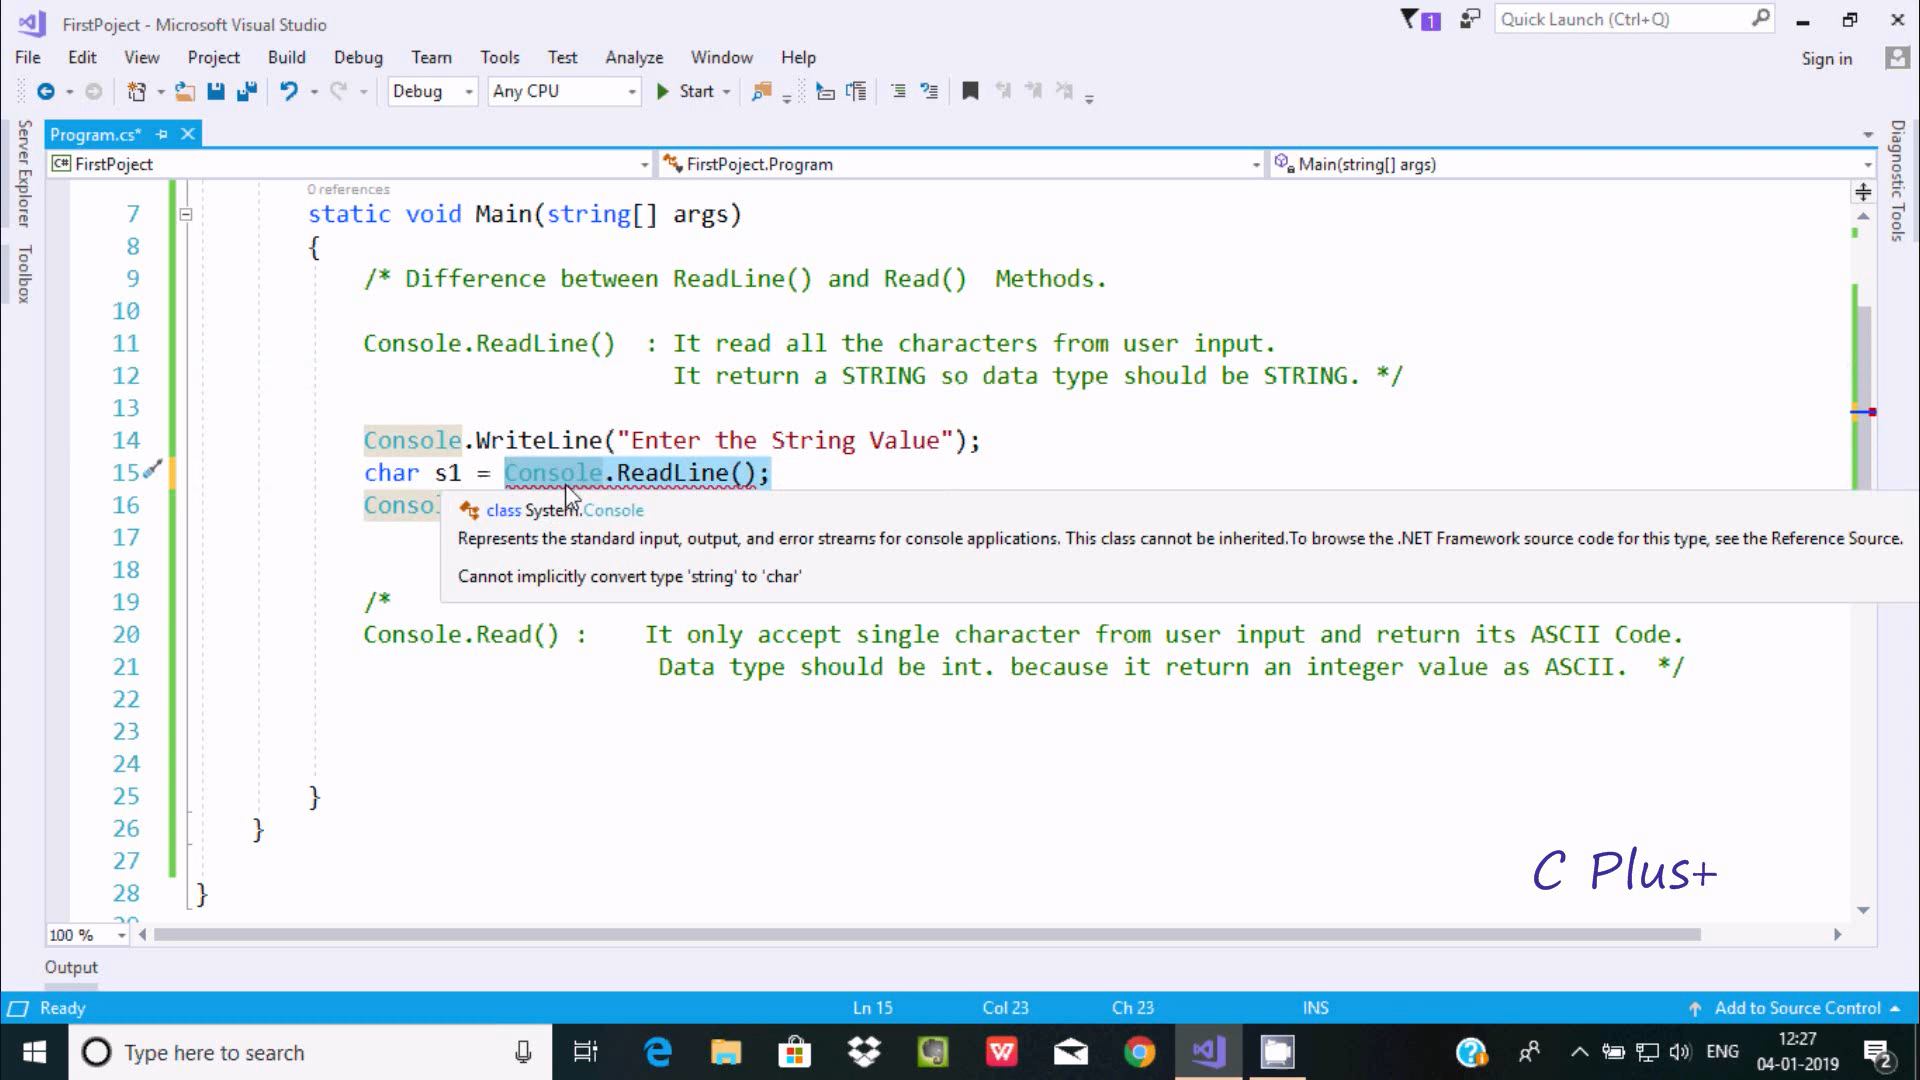 FirstPoject - Microsoft Visual Studio
1
Quick Launch (Ctrl+Q)
File Edit View Project Build Debug Team Tools Test Analyze Window Help
Sign in
Debug Any CPU Start
Server Explorer
Toolbox
Diagnostic Tools
Program.cs*
C# FirstPoject FirstPoject.Program Main(string[] args)
0 references
7 static void Main(string[] args)
8 {
9 /* Difference between ReadLine() and Read() Methods.
10
11 Console.ReadLine() : It read all the characters from user input.
12 It return a STRING so data type should be STRING. */
13
14 Console.WriteLine("Enter the String Value");
15 char s1 = Console.ReadLine();
16 Consol
class System.Console
17
Represents the standard input, output, and error streams for console applications. This class cannot be inherited.To browse the .NET Framework source code for this type, see the Reference Source.
18
Cannot implicitly convert type 'string' to 'char'
19 /*
20 Console.Read() : It only accept single character from user input and return its ASCII Code.
21 Data type should be int. because it return an integer value as ASCII. */
22
23
24
25 }
26 }
27
28 }
C Plus+
100 %
Output
Ready Ln 15 Col 23 Ch 23 INS Add to Source Control
Type here to search
ENG
12:27
04-01-2019
2